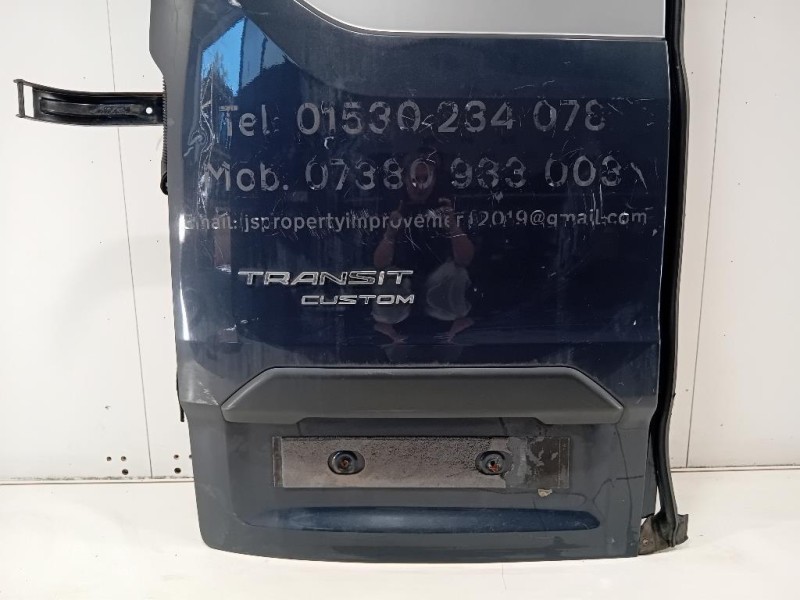 Tel: 01530 234 078
Mob. 07380 933 003
Email: jspropertyimprovement2019@gmail.com
TRANSIT
CUSTOM